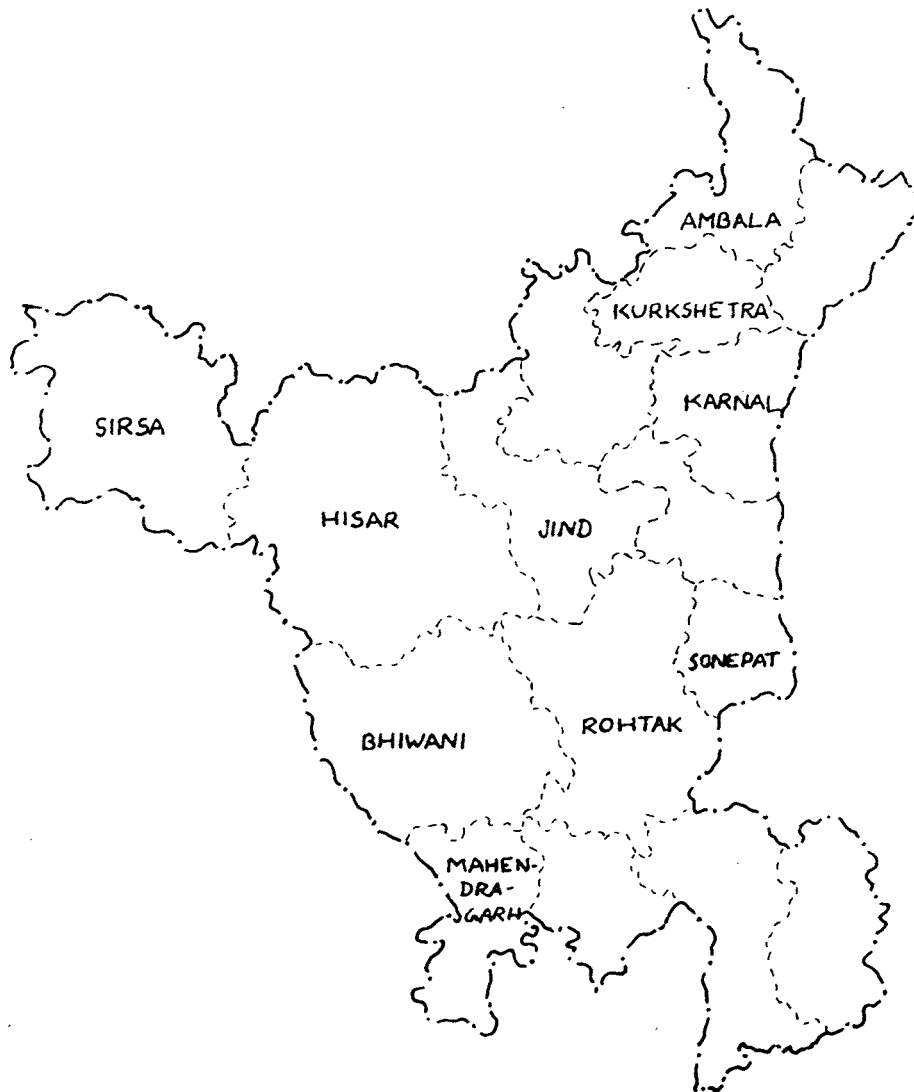 AMBALA
KURKSHETRA
KARNAL
SIRSA
HISAR
JIND
SONEPAT
ROHTAK
BHIWANI
MAHEN-
DRA-
GARH